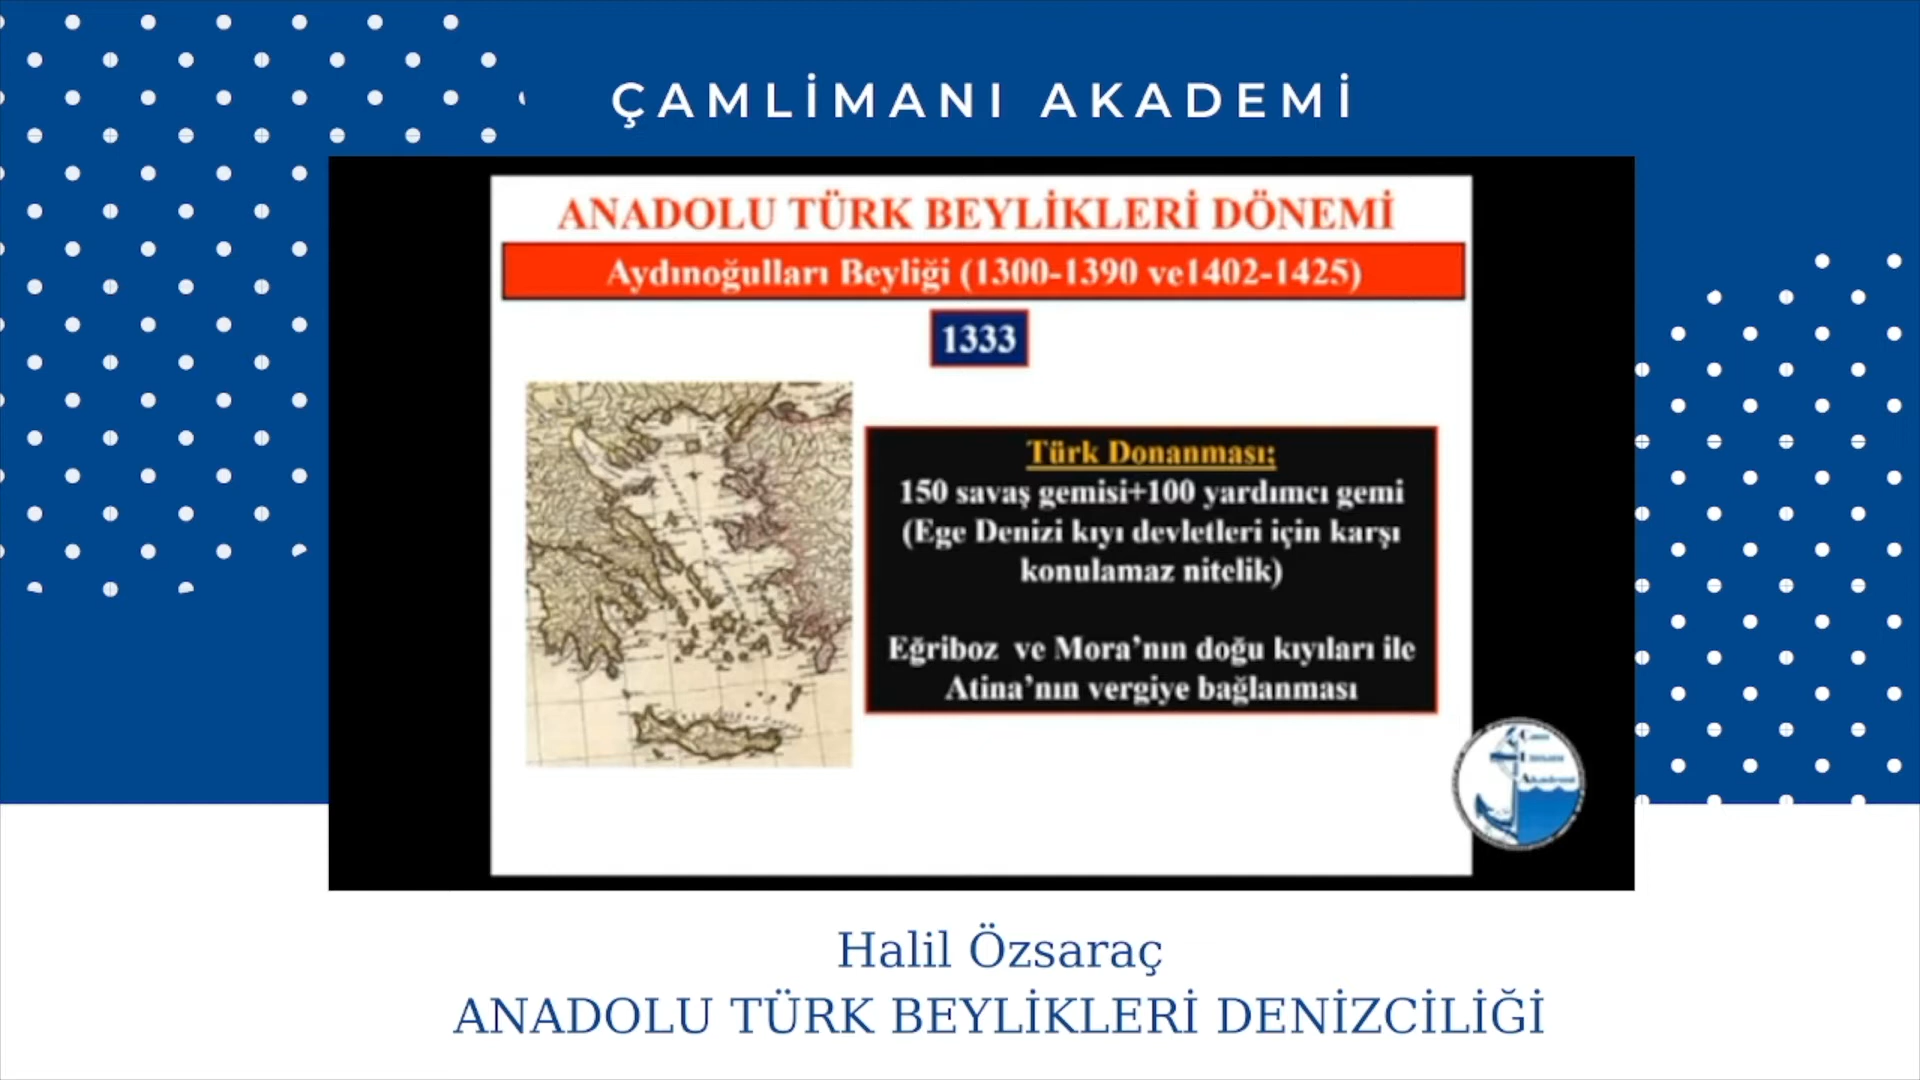 ÇAMLİMANI AKADEMİ
ANADOLU TÜRK BEYLİKLERİ DÖNEMİ
Aydınoğulları Beyliği (1300-1390 ve1402-1425)
1333
Türk Donanması;
150 savaş gemisi+100 yardımcı gemi
(Ege Denizi kıyı devletleri için karşı
konulamaz nitelik)
Eğriboz ve Mora’nın doğu kıyıları ile
Atina’nın vergiye bağlanması
Akademi
Halil Özsaraç
ANADOLU TÜRK BEYLİKLERİ DENİZCİLİĞİ